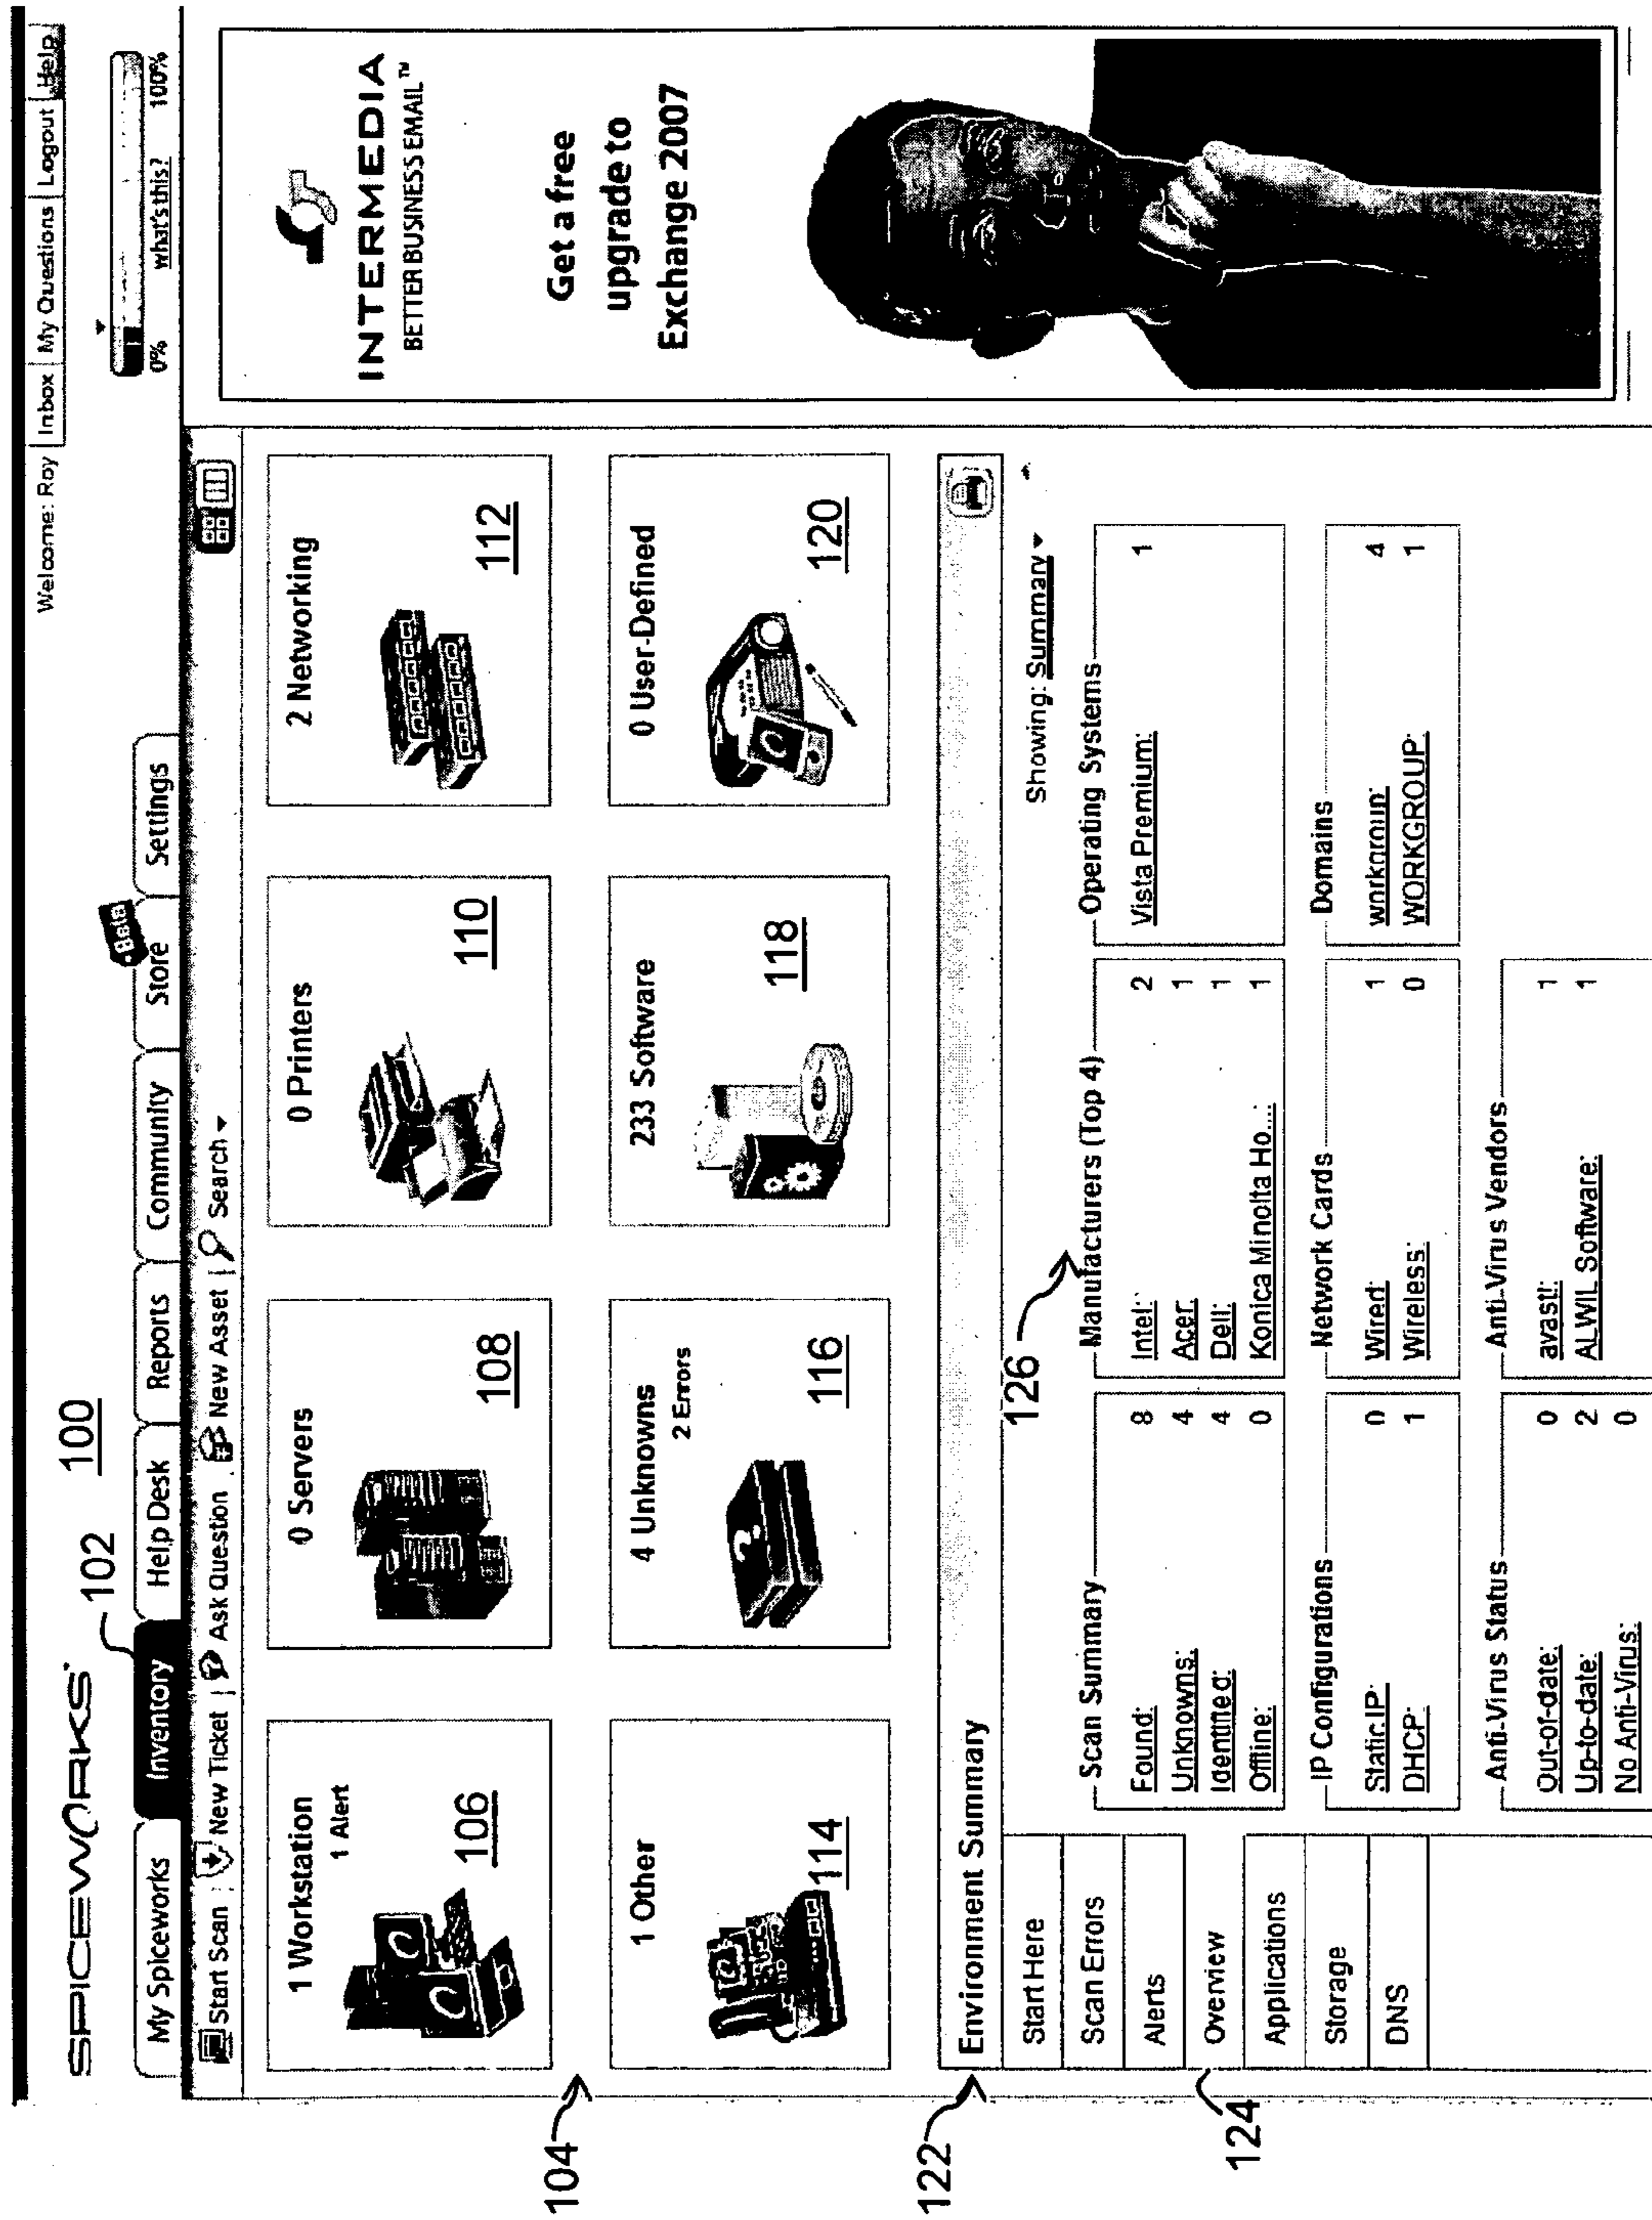 Welcome: Roy | Inbox | My Questions | Logout | Help
SPICEWORKS
100
102
0% what's this? 100%
My Spiceworks
Inventory
Help Desk
Reports
Community
Store
Beta
Settings
Start Scan | New Ticket | Ask Question New Asset | Search
1 Workstation
1 Alert
106
0 Servers
108
0 Printers
110
2 Networking
112
104
1 Other
114
4 Unknowns
2 Errors
116
233 Software
118
0 User-Defined
120
INTERMEDIA
BETTER BUSINESS EMAIL™
Get a free
upgrade to
Exchange 2007
122
Environment Summary
Start Here
Scan Errors
Alerts
Overview
Applications
Storage
DNS
124
126
Showing: Summary
Scan Summary
Found: 8
Unknowns: 4
Identified: 4
Offline: 0
Manufacturers (Top 4)
Intel: 2
Acer: 1
Dell: 1
Konica Minolta Ho...: 1
Operating Systems
Vista Premium: 1
IP Configurations
Static IP: 0
DHCP: 1
Network Cards
Wired: 1
Wireless: 0
Domains
workgroup: 4
WORKGROUP: 1
Anti-Virus Status
Out-of-date: 0
Up-to-date: 2
No Anti-Virus: 0
Anti-Virus Vendors
avast!: 1
ALWIL Software: 1